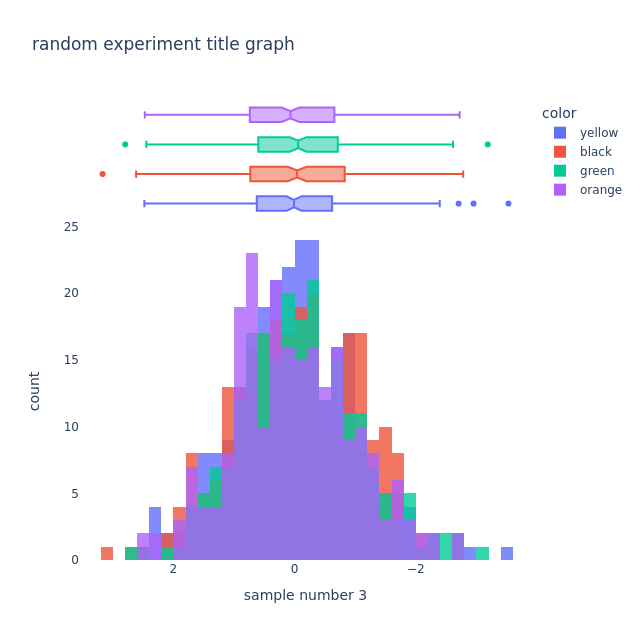 random experiment title graph
color
yellow
black
green
orange
25
20
15
10
5
0
count
2
0
−2
sample number 3